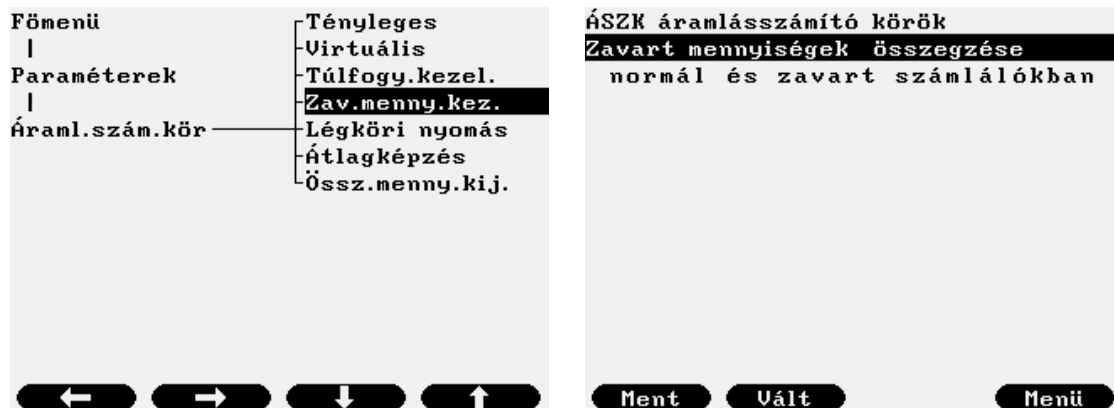 Fömenü
Paraméterek
Áraml.szám.kör
Tényleges
Virtuális
Túlfogy.kezel.
Zav.menny.kez.
Légköri nyomás
Átlagképzés
Össz.menny.kij.
ÁSZK áramlásszámító körök
Zavart mennyiségek összegzése
normál és zavart számlálókban
Ment Vált Menü